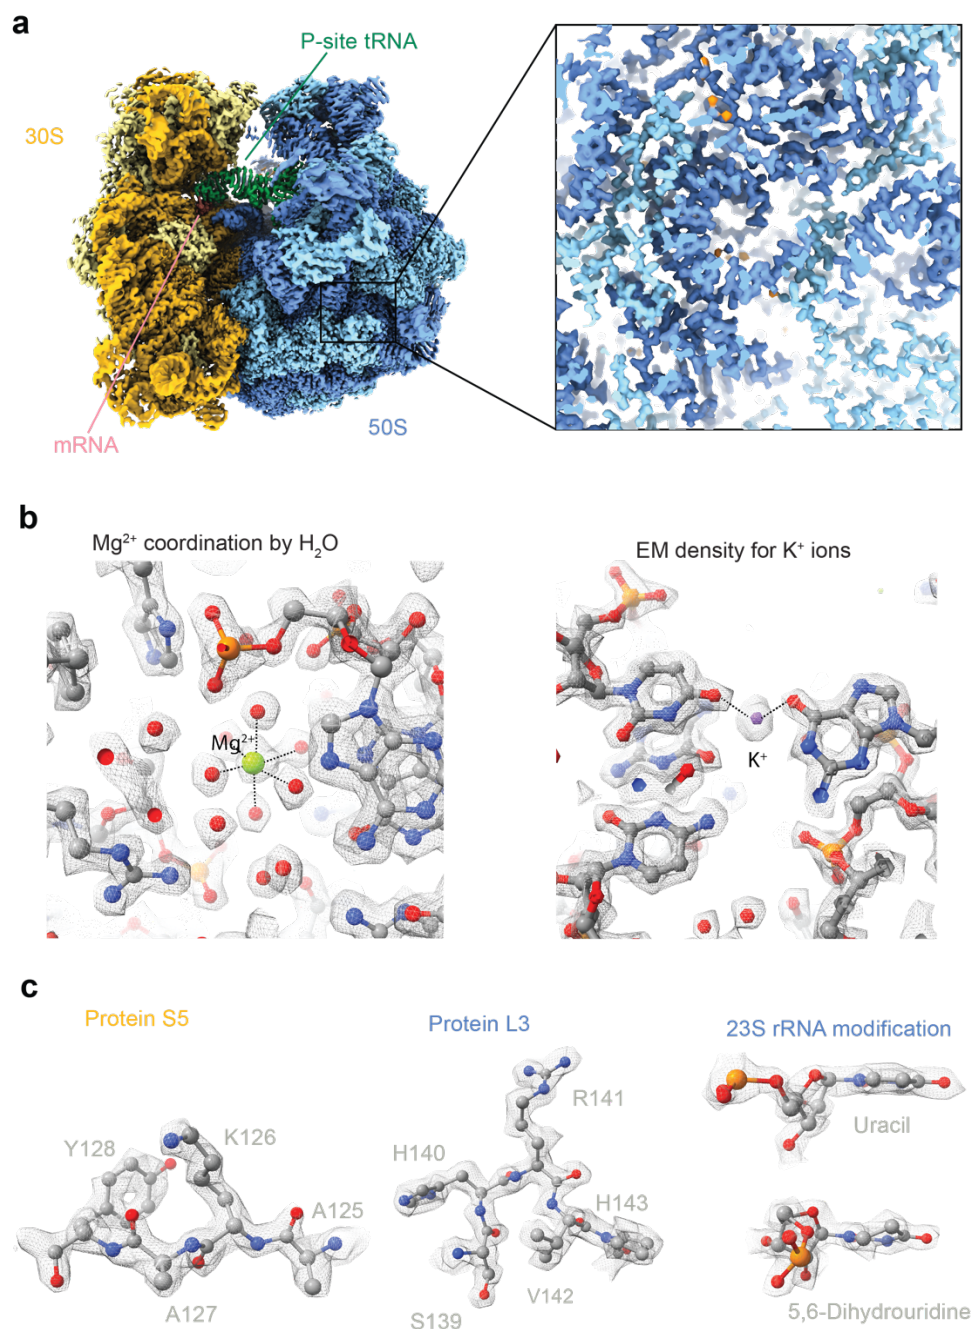 a
P-site tRNA
30S
mRNA
50S
b
Mg²⁺ coordination by H₂O
EM density for K⁺ ions
Mg²⁺
K⁺
c
Protein S5
Protein L3
23S rRNA modification
Y128
K126
A125
A127
R141
H140
H143
V142
S139
Uracil
5,6-Dihydrouridine